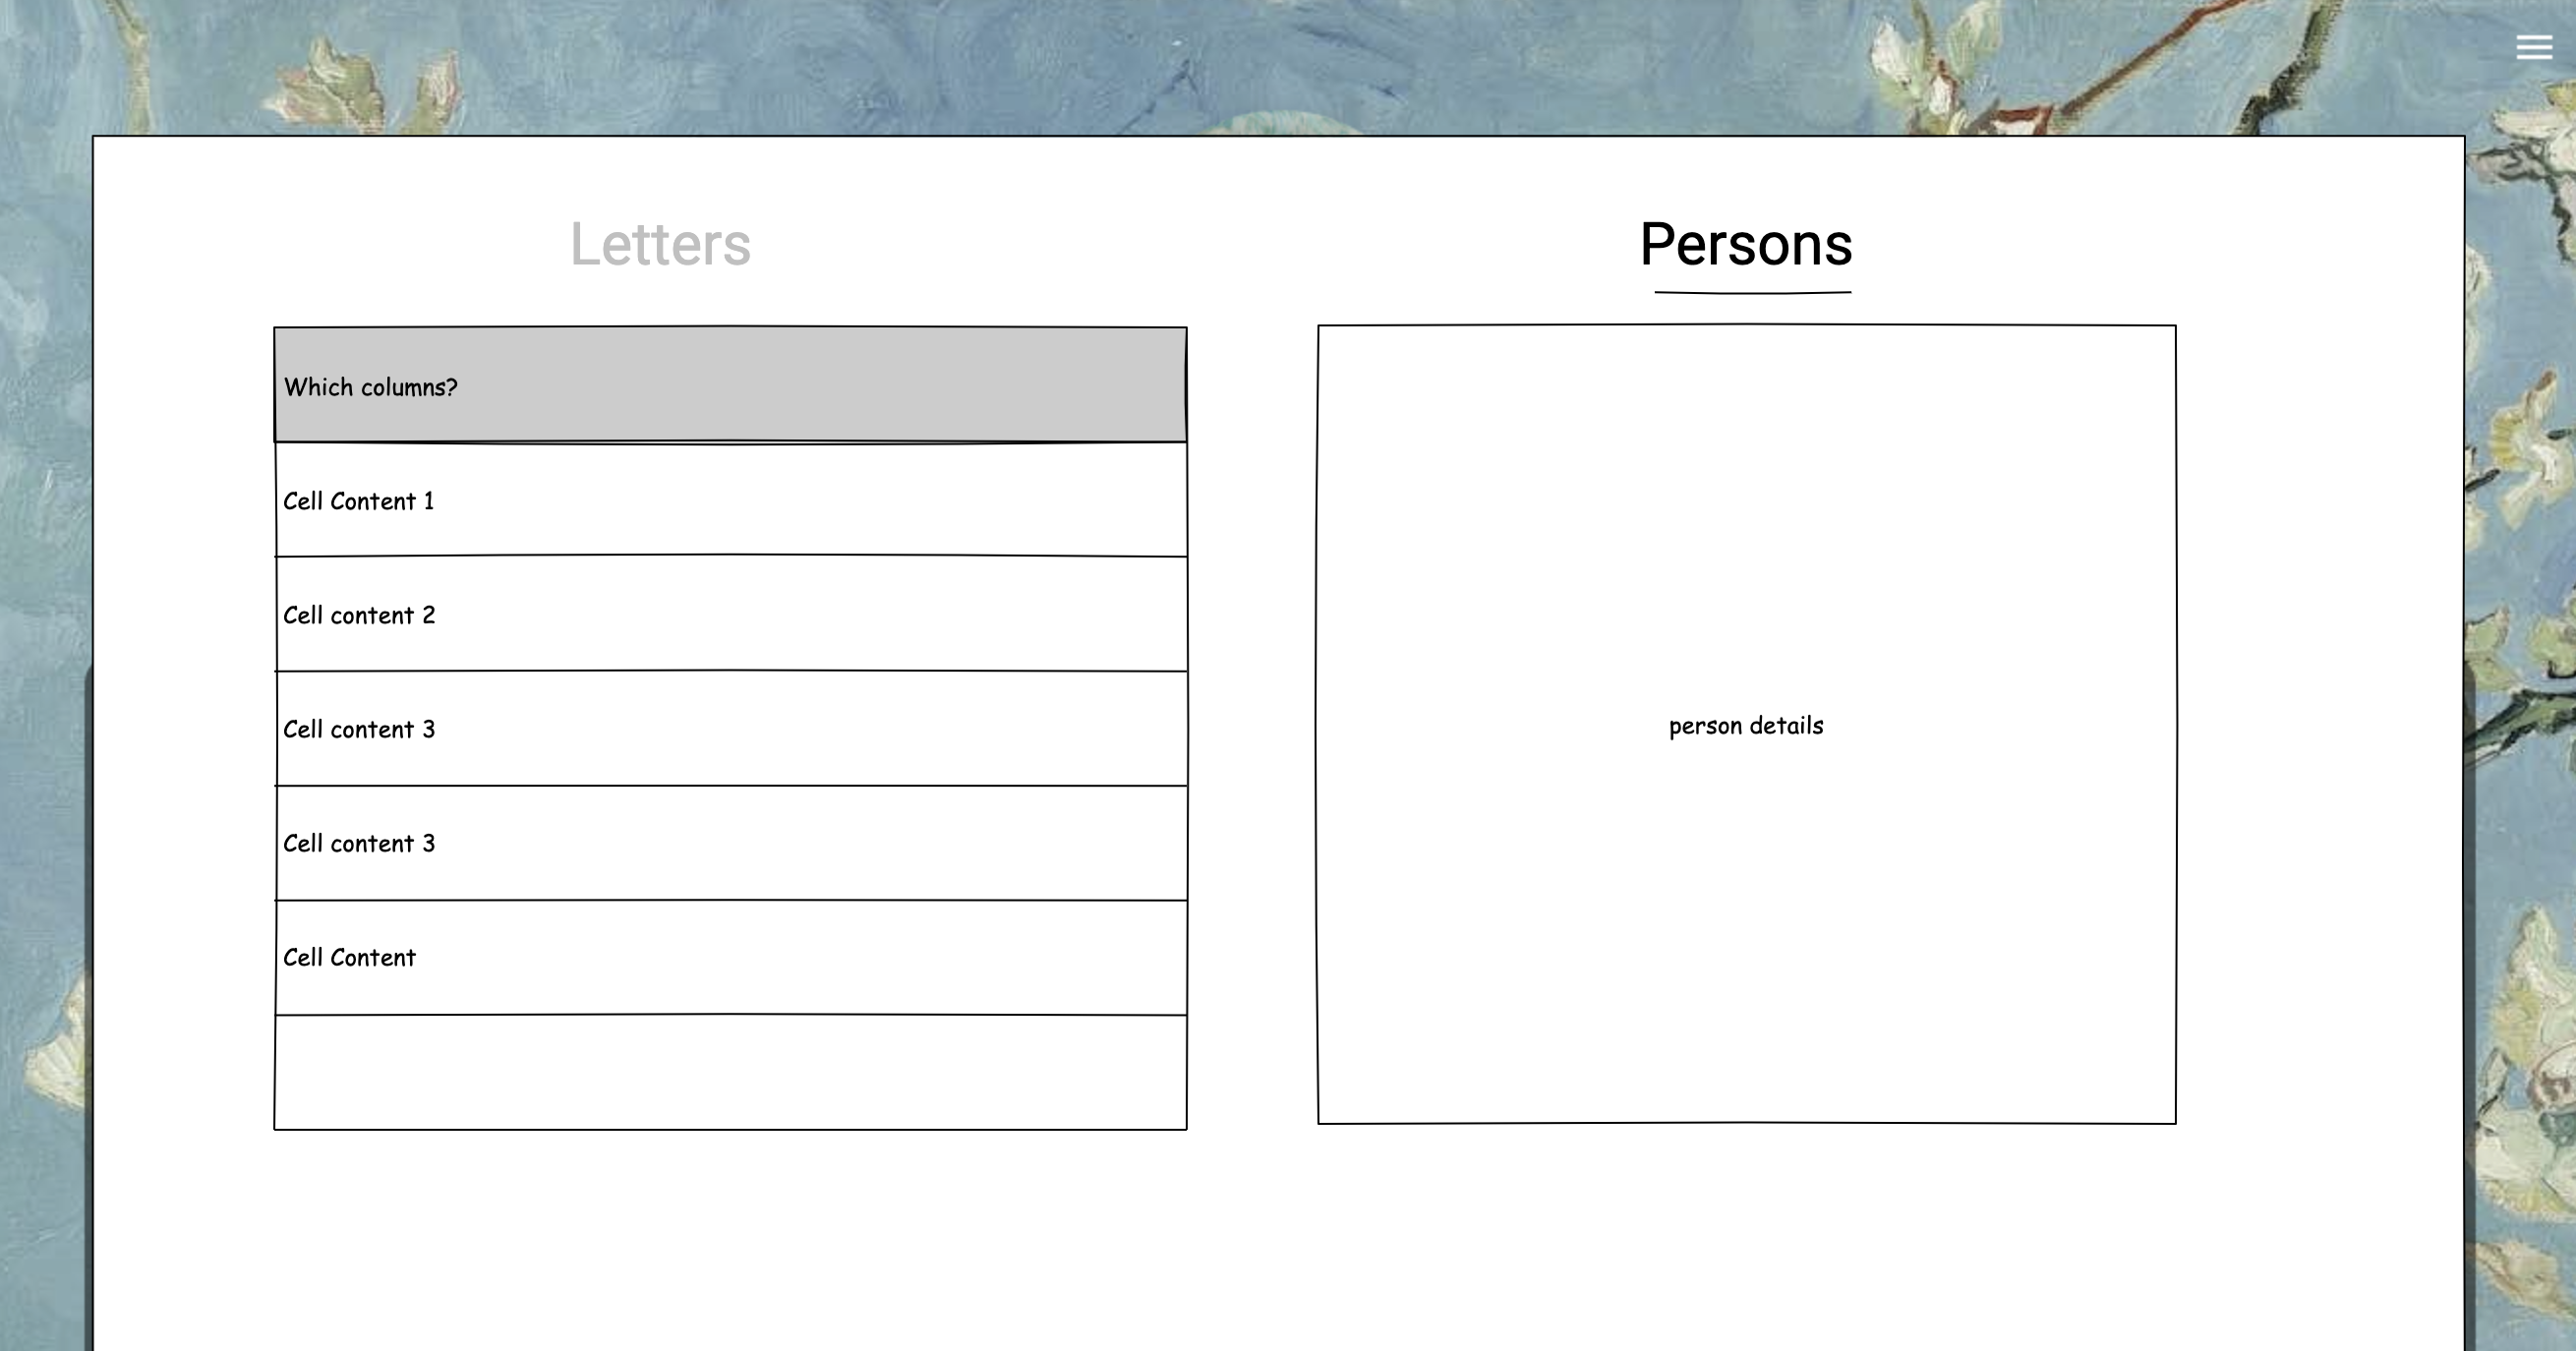 Letters
Persons
Which columns?
Cell Content 1
Cell content 2
Cell content 3
Cell content 3
Cell Content
person details